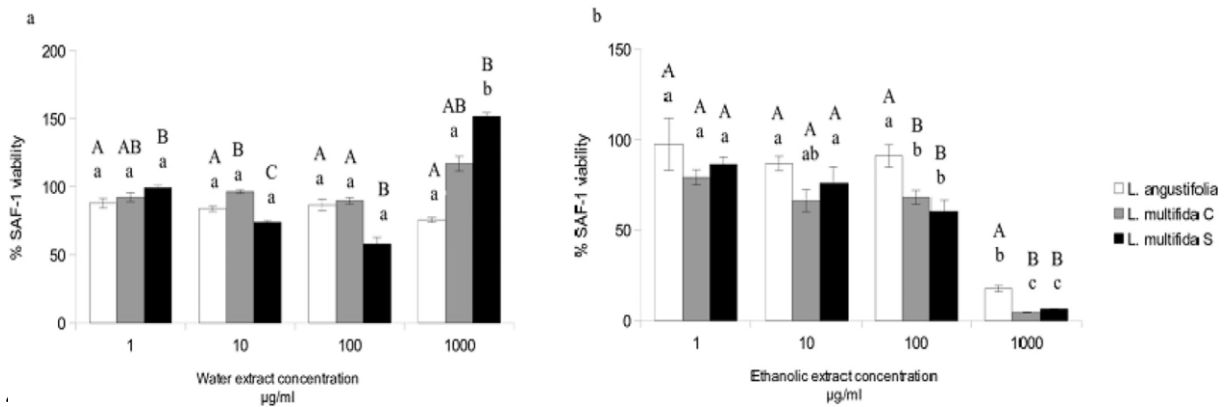 a
% SAF-1 viability
200
150
100
50
0
A AB B
a a a
A B C
a a a
A A B
a a a
A AB B
a a b
1 10 100 1000
Water extract concentration
µg/ml
b
% SAF-1 viability
150
100
50
0
A A A
a a a
A A A
a ab a
A B B
a b b
A B B
b c c
1 10 100 1000
Ethanolic extract concentration
µg/ml
L. angustifolia
L. multifida C
L. multifida S